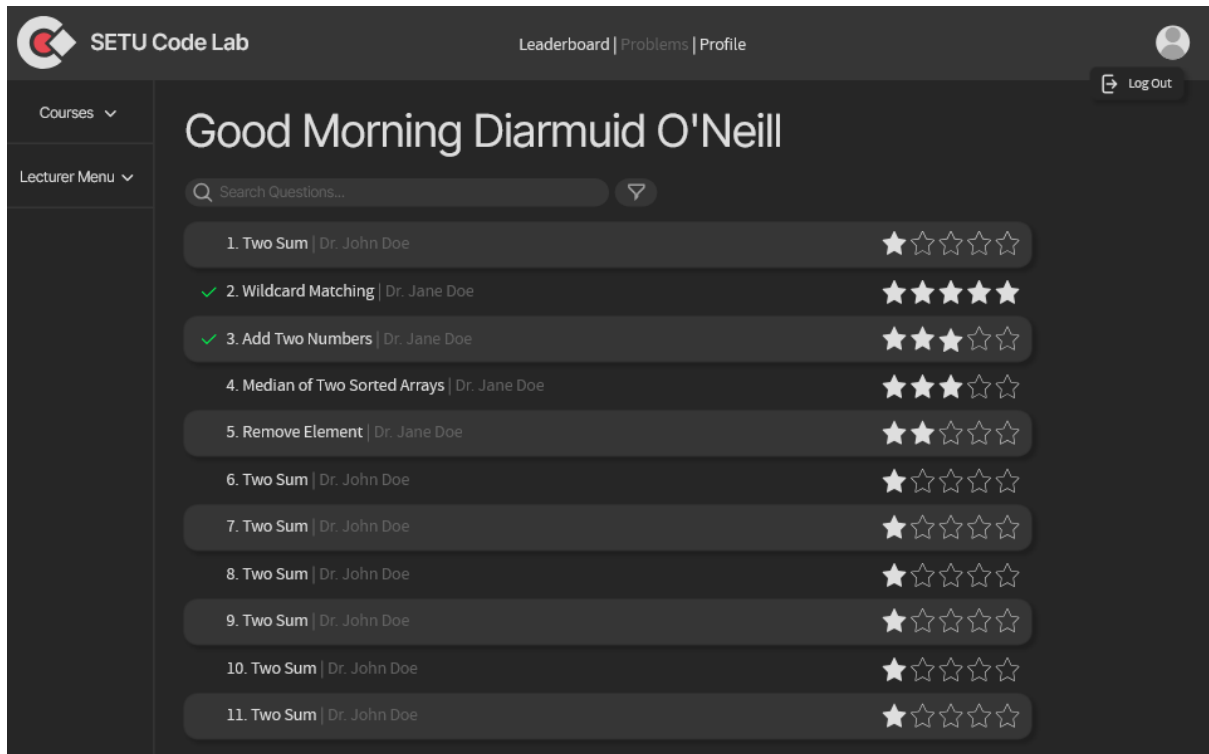 SETU Code Lab
Leaderboard | Problems | Profile
Log Out
Courses
Lecturer Menu
Good Morning Diarmuid O'Neill
Search Questions...
1. Two Sum | Dr. John Doe
2. Wildcard Matching | Dr. Jane Doe
3. Add Two Numbers | Dr. Jane Doe
4. Median of Two Sorted Arrays | Dr. Jane Doe
5. Remove Element | Dr. Jane Doe
6. Two Sum | Dr. John Doe
7. Two Sum | Dr. John Doe
8. Two Sum | Dr. John Doe
9. Two Sum | Dr. John Doe
10. Two Sum | Dr. John Doe
11. Two Sum | Dr. John Doe